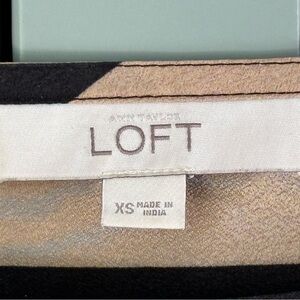 ANN TAYLOR
LOFT
XS MADE IN
INDIA